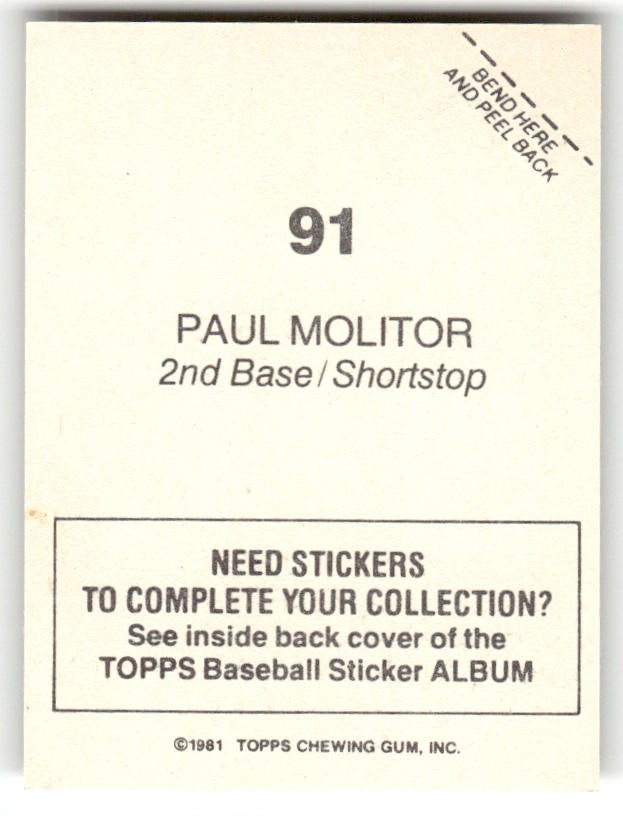 BEND HERE
AND PEEL BACK
91
PAUL MOLITOR
2nd Base/Shortstop
NEED STICKERS
TO COMPLETE YOUR COLLECTION?
See inside back cover of the
TOPPS Baseball Sticker ALBUM
©1981 TOPPS CHEWING GUM, INC.